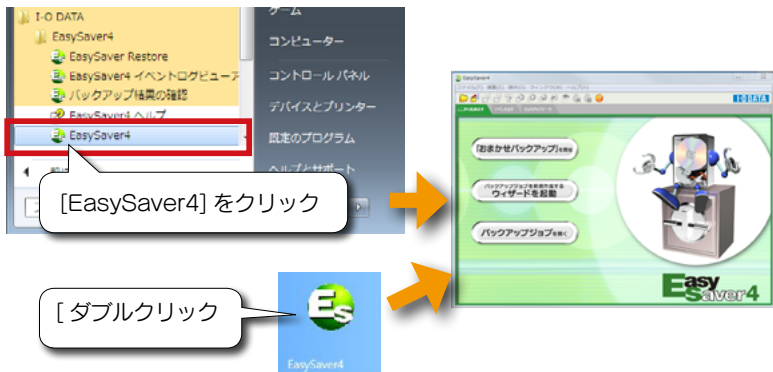 I-O DATA
EasySaver4
EasySaver Restore
EasySaver4 イベントログビューア
バックアップ結果の確認
EasySaver4 ヘルプ
EasySaver4
ゲーム
コンピューター
コントロール パネル
デバイスとプリンター
既定のプログラム
ヘルプとサポート
[EasySaver4] をクリック
[ ダブルクリック
EasySaver4
EasySaver4
I-O DATA
「おまかせバックアップ」を開始
バックアップジョブを新規作成する
ウィザードを起動
バックアップジョブを開く
Easy
Saver4